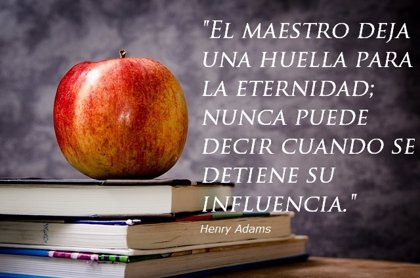 "El maestro deja
una huella para
la eternidad;
nunca puede
decir cuando se
detiene su
influencia."
Henry Adams